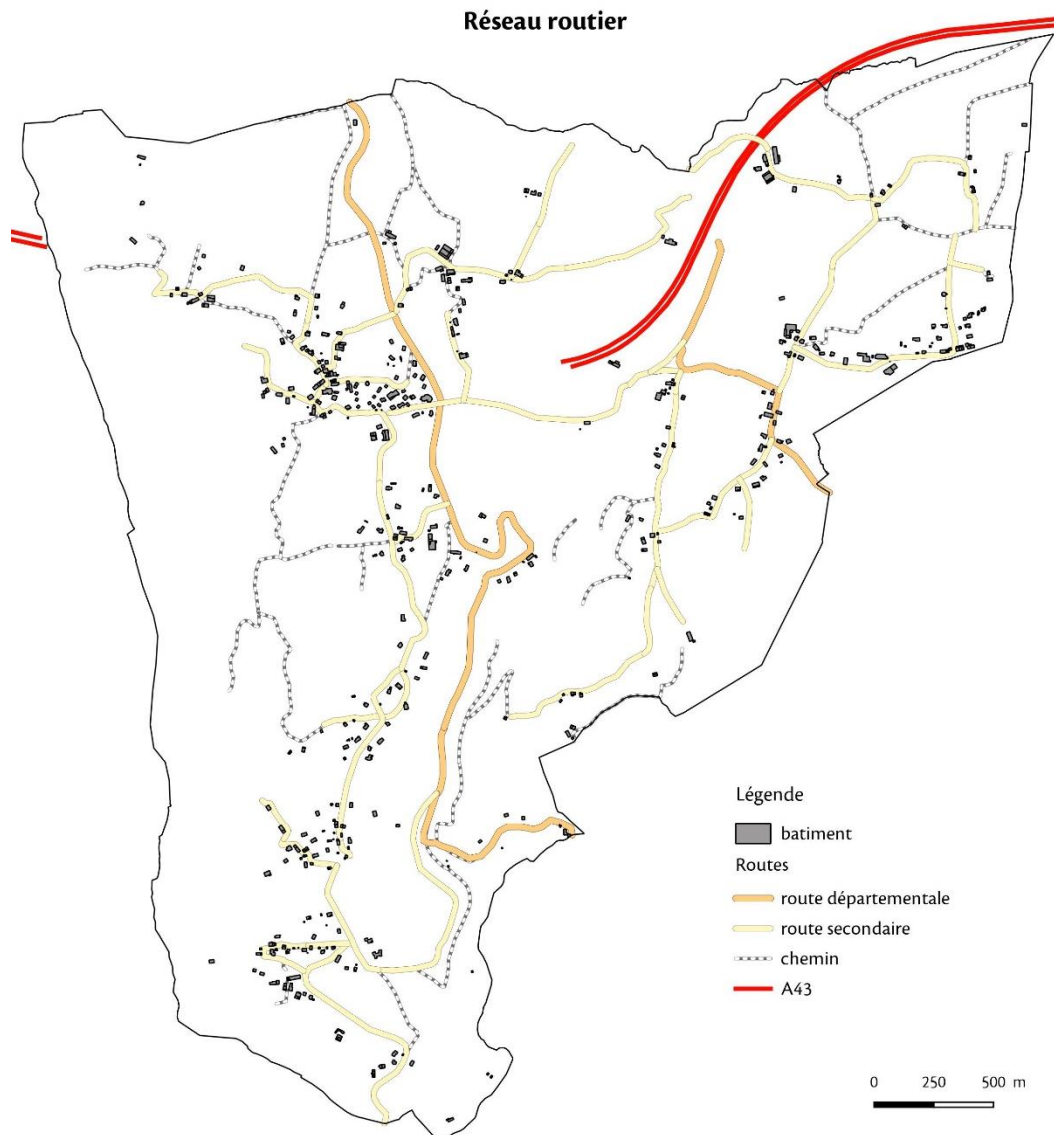 Réseau routier
Légende
batiment
Routes
route départementale
route secondaire
chemin
A43
0 250 500 m